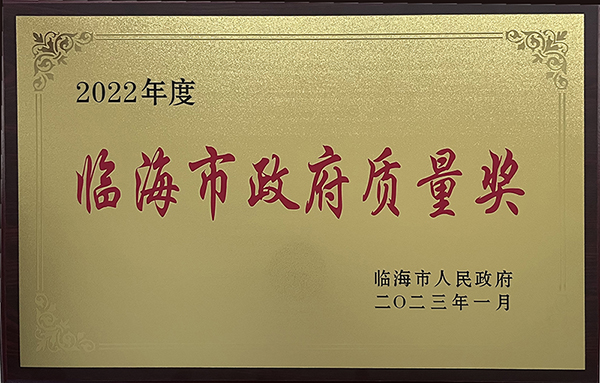 2022年度
临海市政府质量奖
临海市人民政府
二〇二三年一月